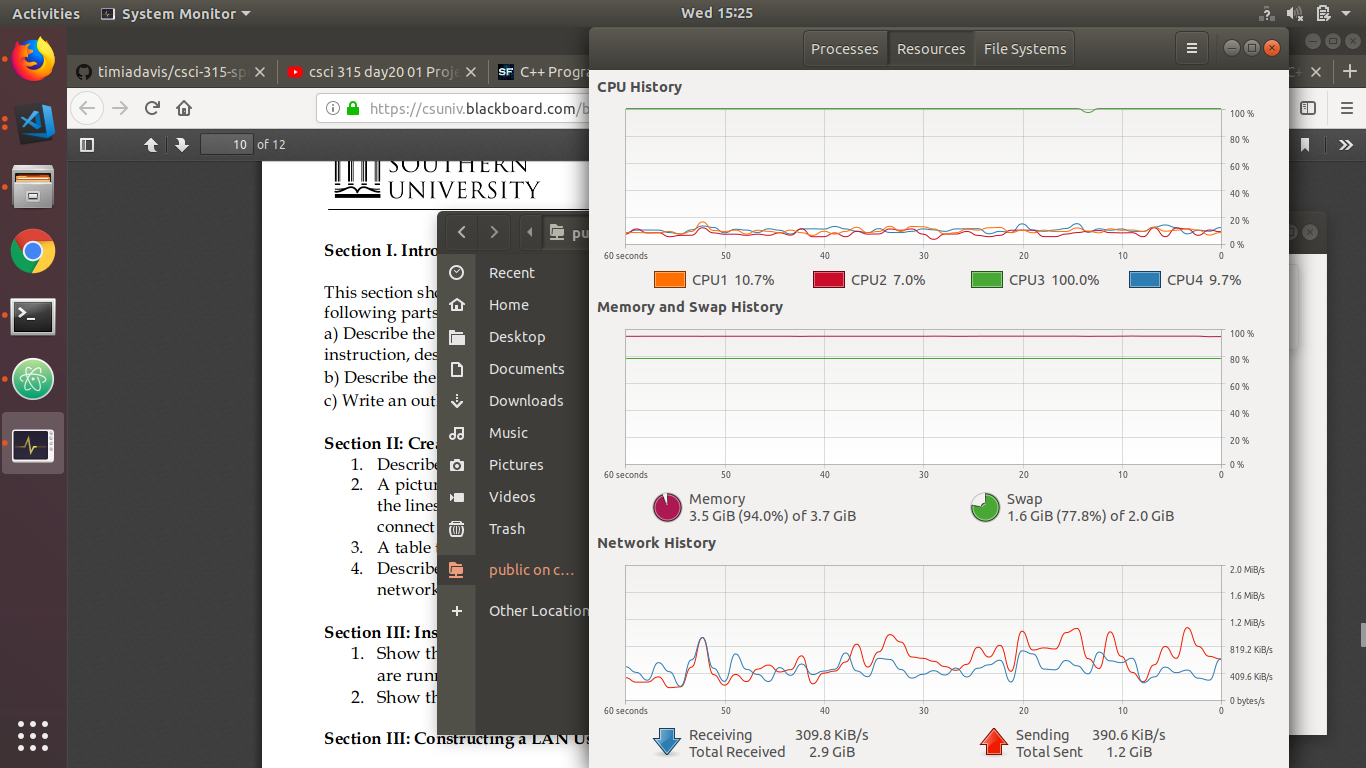 Activities
System Monitor
Wed 15:25
timiadavis/csci-315-sp
csci 315 day20 01 Proje
SF
C++ Progra
https://csuniv.blackboard.com/b
10 of 12
SOUTHERN
UNIVERSITY
Section I. Intro
This section sh
following parts
a) Describe the
instruction, des
b) Describe the
c) Write an out
Section II: Crea
1. Describe
2. A pictur
the lines
connect
3. A table
4. Describe
network
Section III: Ins
1. Show th
are runn
2. Show th
Section III: Constructing a LAN Us
pu
Recent
Home
Desktop
Documents
Downloads
Music
Pictures
Videos
Trash
public on c…
Other Location
Processes
Resources
File Systems
CPU History
100 %
80 %
60 %
40 %
20 %
0 %
60 seconds 50 40 30 20 10 0
CPU1 10.7%
CPU2 7.0%
CPU3 100.0%
CPU4 9.7%
Memory and Swap History
100 %
80 %
60 %
40 %
20 %
0 %
60 seconds 50 40 30 20 10 0
Memory
3.5 GiB (94.0%) of 3.7 GiB
Swap
1.6 GiB (77.8%) of 2.0 GiB
Network History
2.0 MiB/s
1.6 MiB/s
1.2 MiB/s
819.2 KiB/s
409.6 KiB/s
0 bytes/s
60 seconds 50 40 30 20 10 0
Receiving 309.8 KiB/s
Total Received 2.9 GiB
Sending 390.6 KiB/s
Total Sent 1.2 GiB